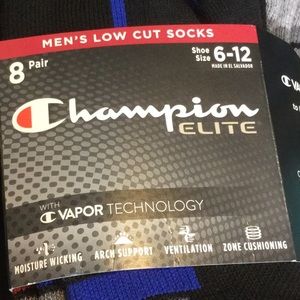 MEN'S LOW CUT SOCKS
8 Pair
Shoe Size 6-12
MADE IN EL SALVADOR
Champion
ELITE
WITH
VAPOR TECHNOLOGY
MOISTURE WICKING
ARCH SUPPORT
VENTILATION
ZONE CUSHIONING